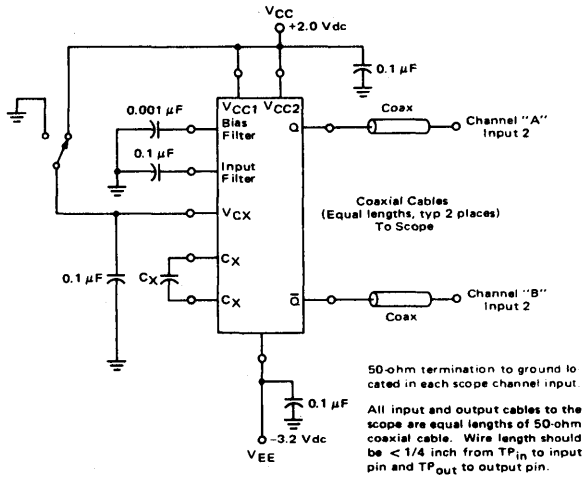 VCC
+2.0 Vdc
0.1 µF
0.001 µF
VCC1 VCC2
Bias
Filter
Q
Coax
Channel "A"
Input 2
0.1 µF
Input
Filter
Coaxial Cables
(Equal lengths, typ 2 places)
To Scope
VCX
CX
0.1 µF
CX
CX
Q̅
Coax
Channel "B"
Input 2
50-ohm termination to ground lo-
cated in each scope channel input.
0.1 µF
-3.2 Vdc
VEE
All input and output cables to the
scope are equal lengths of 50-ohm
coaxial cable. Wire length should
be < 1/4 inch from TPin to input
pin and TPout to output pin.